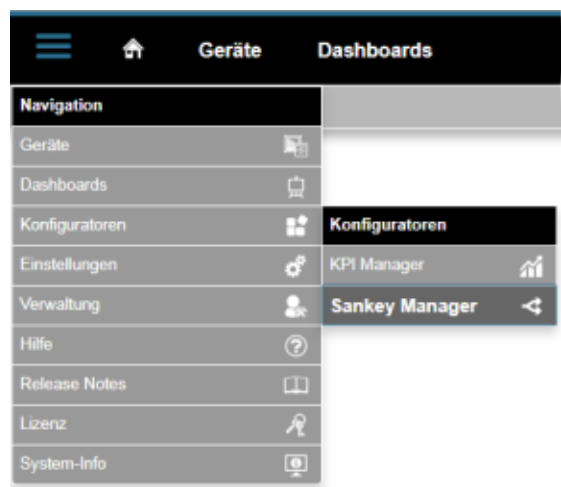 Geräte Dashboards
Navigation
Geräte
Dashboards
Konfiguratoren
Einstellungen
Verwaltung
Hilfe
Release Notes
Lizenz
System-Info
Konfiguratoren
KPI Manager
Sankey Manager